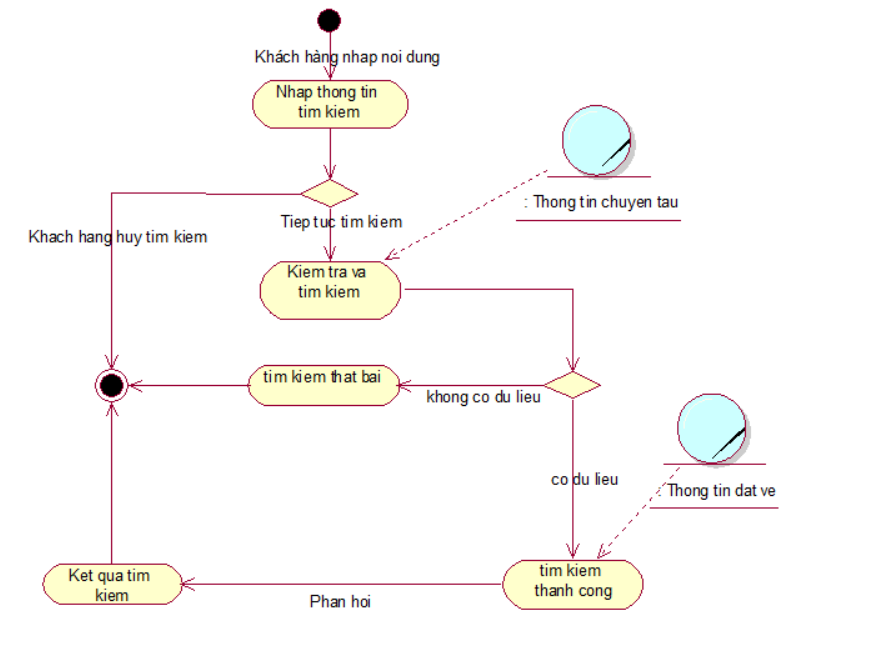 Khách hàng nhap noi dung
Nhap thong tin
tim kiem
: Thong tin chuyen tau
Tiep tuc tim kiem
Khach hang huy tim kiem
Kiem tra va
tim kiem
tim kiem that bai
khong co du lieu
co du lieu
: Thong tin dat ve
tim kiem
thanh cong
Ket qua tim
kiem
Phan hoi